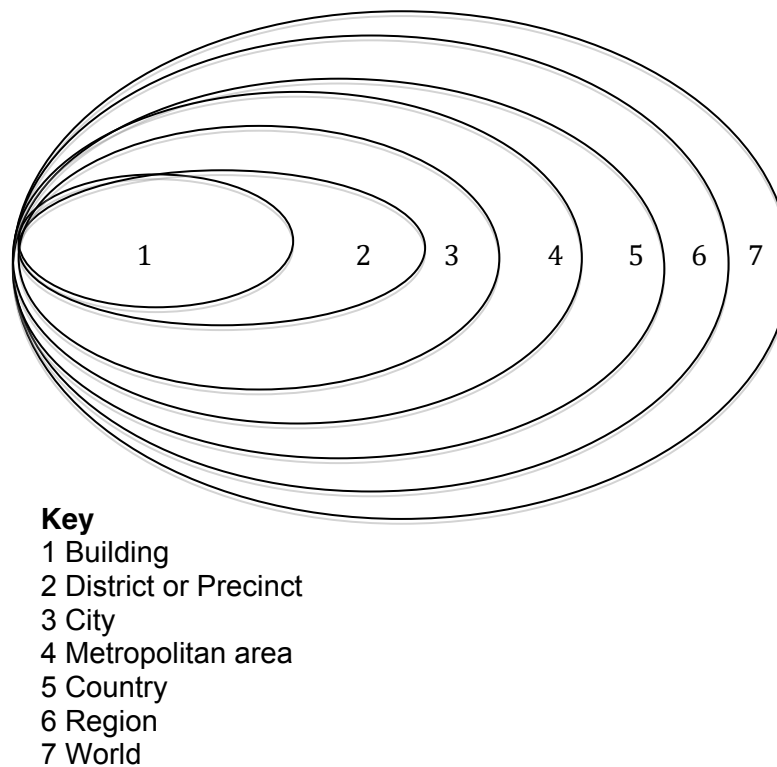 1 2 3 4 5 6 7
Key
1 Building
2 District or Precinct
3 City
4 Metropolitan area
5 Country
6 Region
7 World